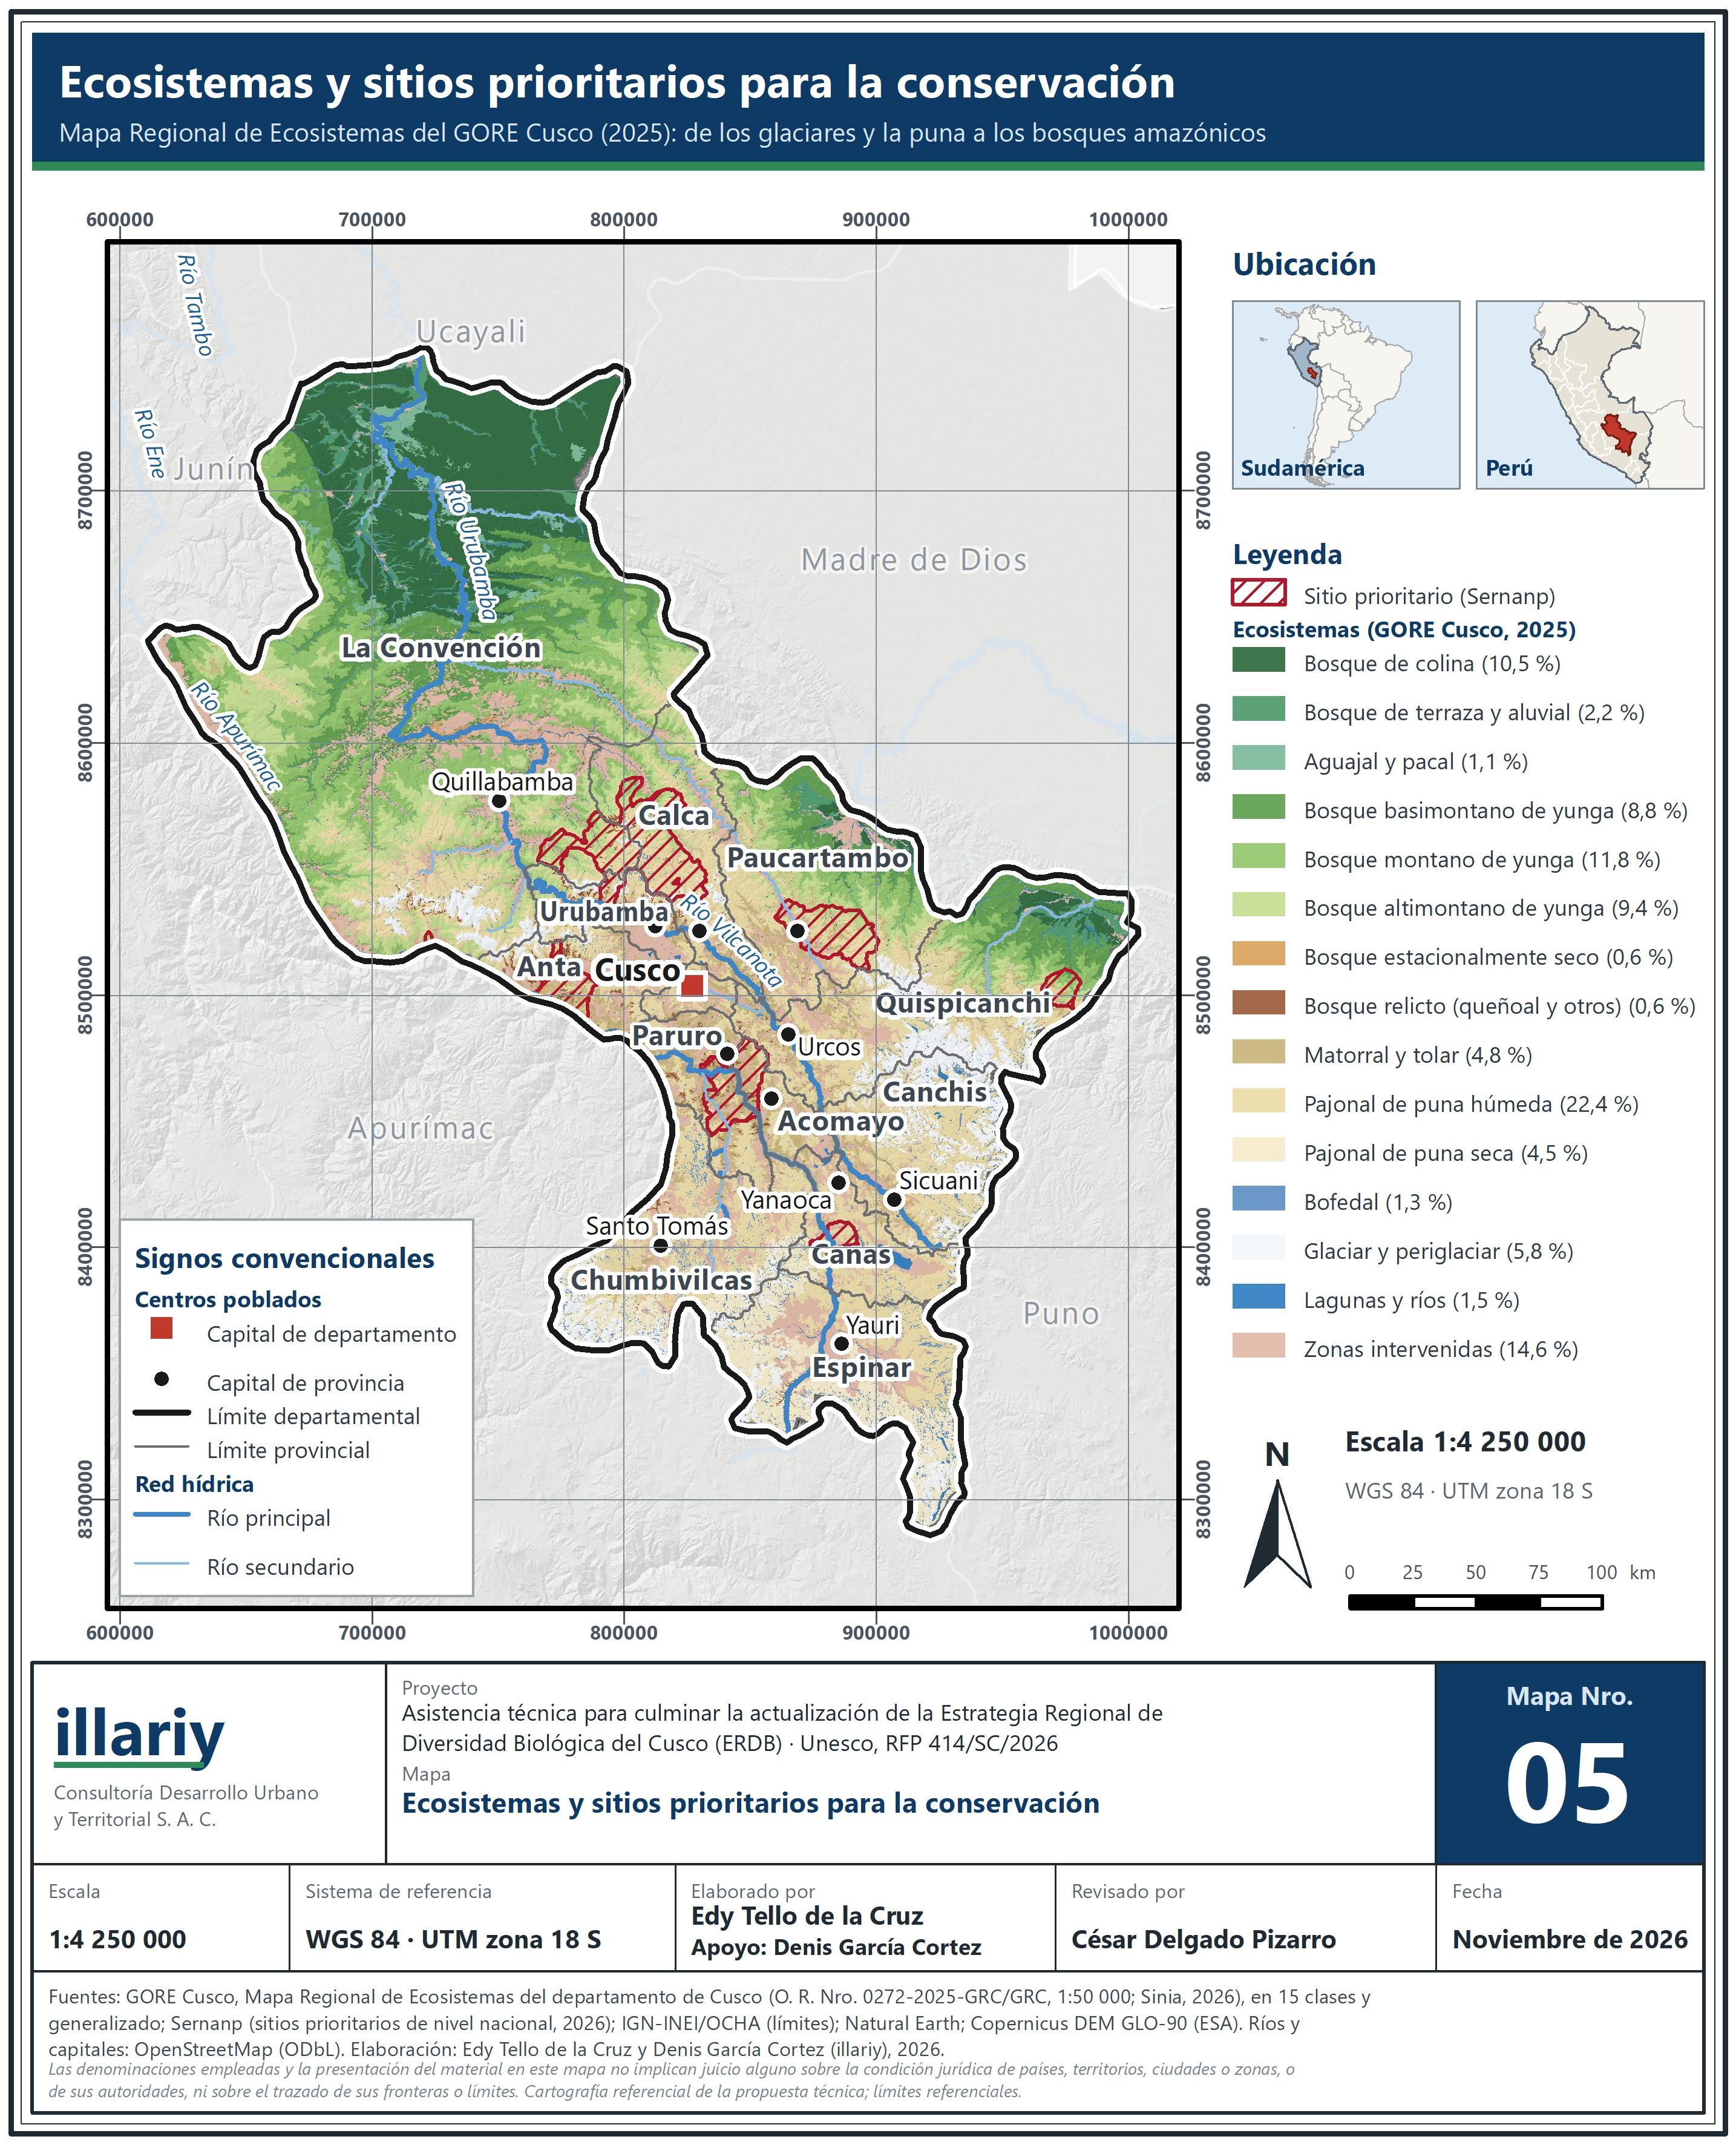 Ecosistemas y sitios prioritarios para la conservación
Mapa Regional de Ecosistemas del GORE Cusco (2025): de los glaciares y la puna a los bosques amazónicos
600000 700000 800000 900000 1000000
8700000
8600000
8500000
8400000
8300000
Río Tambo
Ucayali
Río Ene
Junín
Río Urubamba
Madre de Dios
La Convención
Río Apurímac
Quillabamba
Calca
Paucartambo
Urubamba
Río Vilcanota
Anta
Cusco
Quispicanchi
Paruro
Urcos
Canchis
Apurímac
Acomayo
Yanaoca
Sicuani
Santo Tomás
Canas
Chumbivilcas
Puno
Yauri
Espinar
Signos convencionales
Centros poblados
Capital de departamento
Capital de provincia
Límite departamental
Límite provincial
Red hídrica
Río principal
Río secundario
8700000
8600000
8500000
8400000
8300000
600000 700000 800000 900000 1000000
Ubicación
Sudamérica
Perú
Leyenda
Sitio prioritario (Sernanp)
Ecosistemas (GORE Cusco, 2025)
Bosque de colina (10,5 %)
Bosque de terraza y aluvial (2,2 %)
Aguajal y pacal (1,1 %)
Bosque basimontano de yunga (8,8 %)
Bosque montano de yunga (11,8 %)
Bosque altimontano de yunga (9,4 %)
Bosque estacionalmente seco (0,6 %)
Bosque relicto (queñoal y otros) (0,6 %)
Matorral y tolar (4,8 %)
Pajonal de puna húmeda (22,4 %)
Pajonal de puna seca (4,5 %)
Bofedal (1,3 %)
Glaciar y periglaciar (5,8 %)
Lagunas y ríos (1,5 %)
Zonas intervenidas (14,6 %)
N
Escala 1:4 250 000
WGS 84 · UTM zona 18 S
0 25 50 75 100 km
illariy
Consultoría Desarrollo Urbano
y Territorial S. A. C.
Proyecto
Asistencia técnica para culminar la actualización de la Estrategia Regional de
Diversidad Biológica del Cusco (ERDB) · Unesco, RFP 414/SC/2026
Mapa
Ecosistemas y sitios prioritarios para la conservación
Mapa Nro.
05
Escala
1:4 250 000
Sistema de referencia
WGS 84 · UTM zona 18 S
Elaborado por
Edy Tello de la Cruz
Apoyo: Denis García Cortez
Revisado por
César Delgado Pizarro
Fecha
Noviembre de 2026
Fuentes: GORE Cusco, Mapa Regional de Ecosistemas del departamento de Cusco (O. R. Nro. 0272-2025-GRC/GRC, 1:50 000; Sinia, 2026), en 15 clases y
generalizado; Sernanp (sitios prioritarios de nivel nacional, 2026); IGN-INEI/OCHA (límites); Natural Earth; Copernicus DEM GLO-90 (ESA). Ríos y
capitales: OpenStreetMap (ODbL). Elaboración: Edy Tello de la Cruz y Denis García Cortez (illariy), 2026.
Las denominaciones empleadas y la presentación del material en este mapa no implican juicio alguno sobre la condición jurídica de países, territorios, ciudades o zonas, o
de sus autoridades, ni sobre el trazado de sus fronteras o límites. Cartografía referencial de la propuesta técnica; límites referenciales.